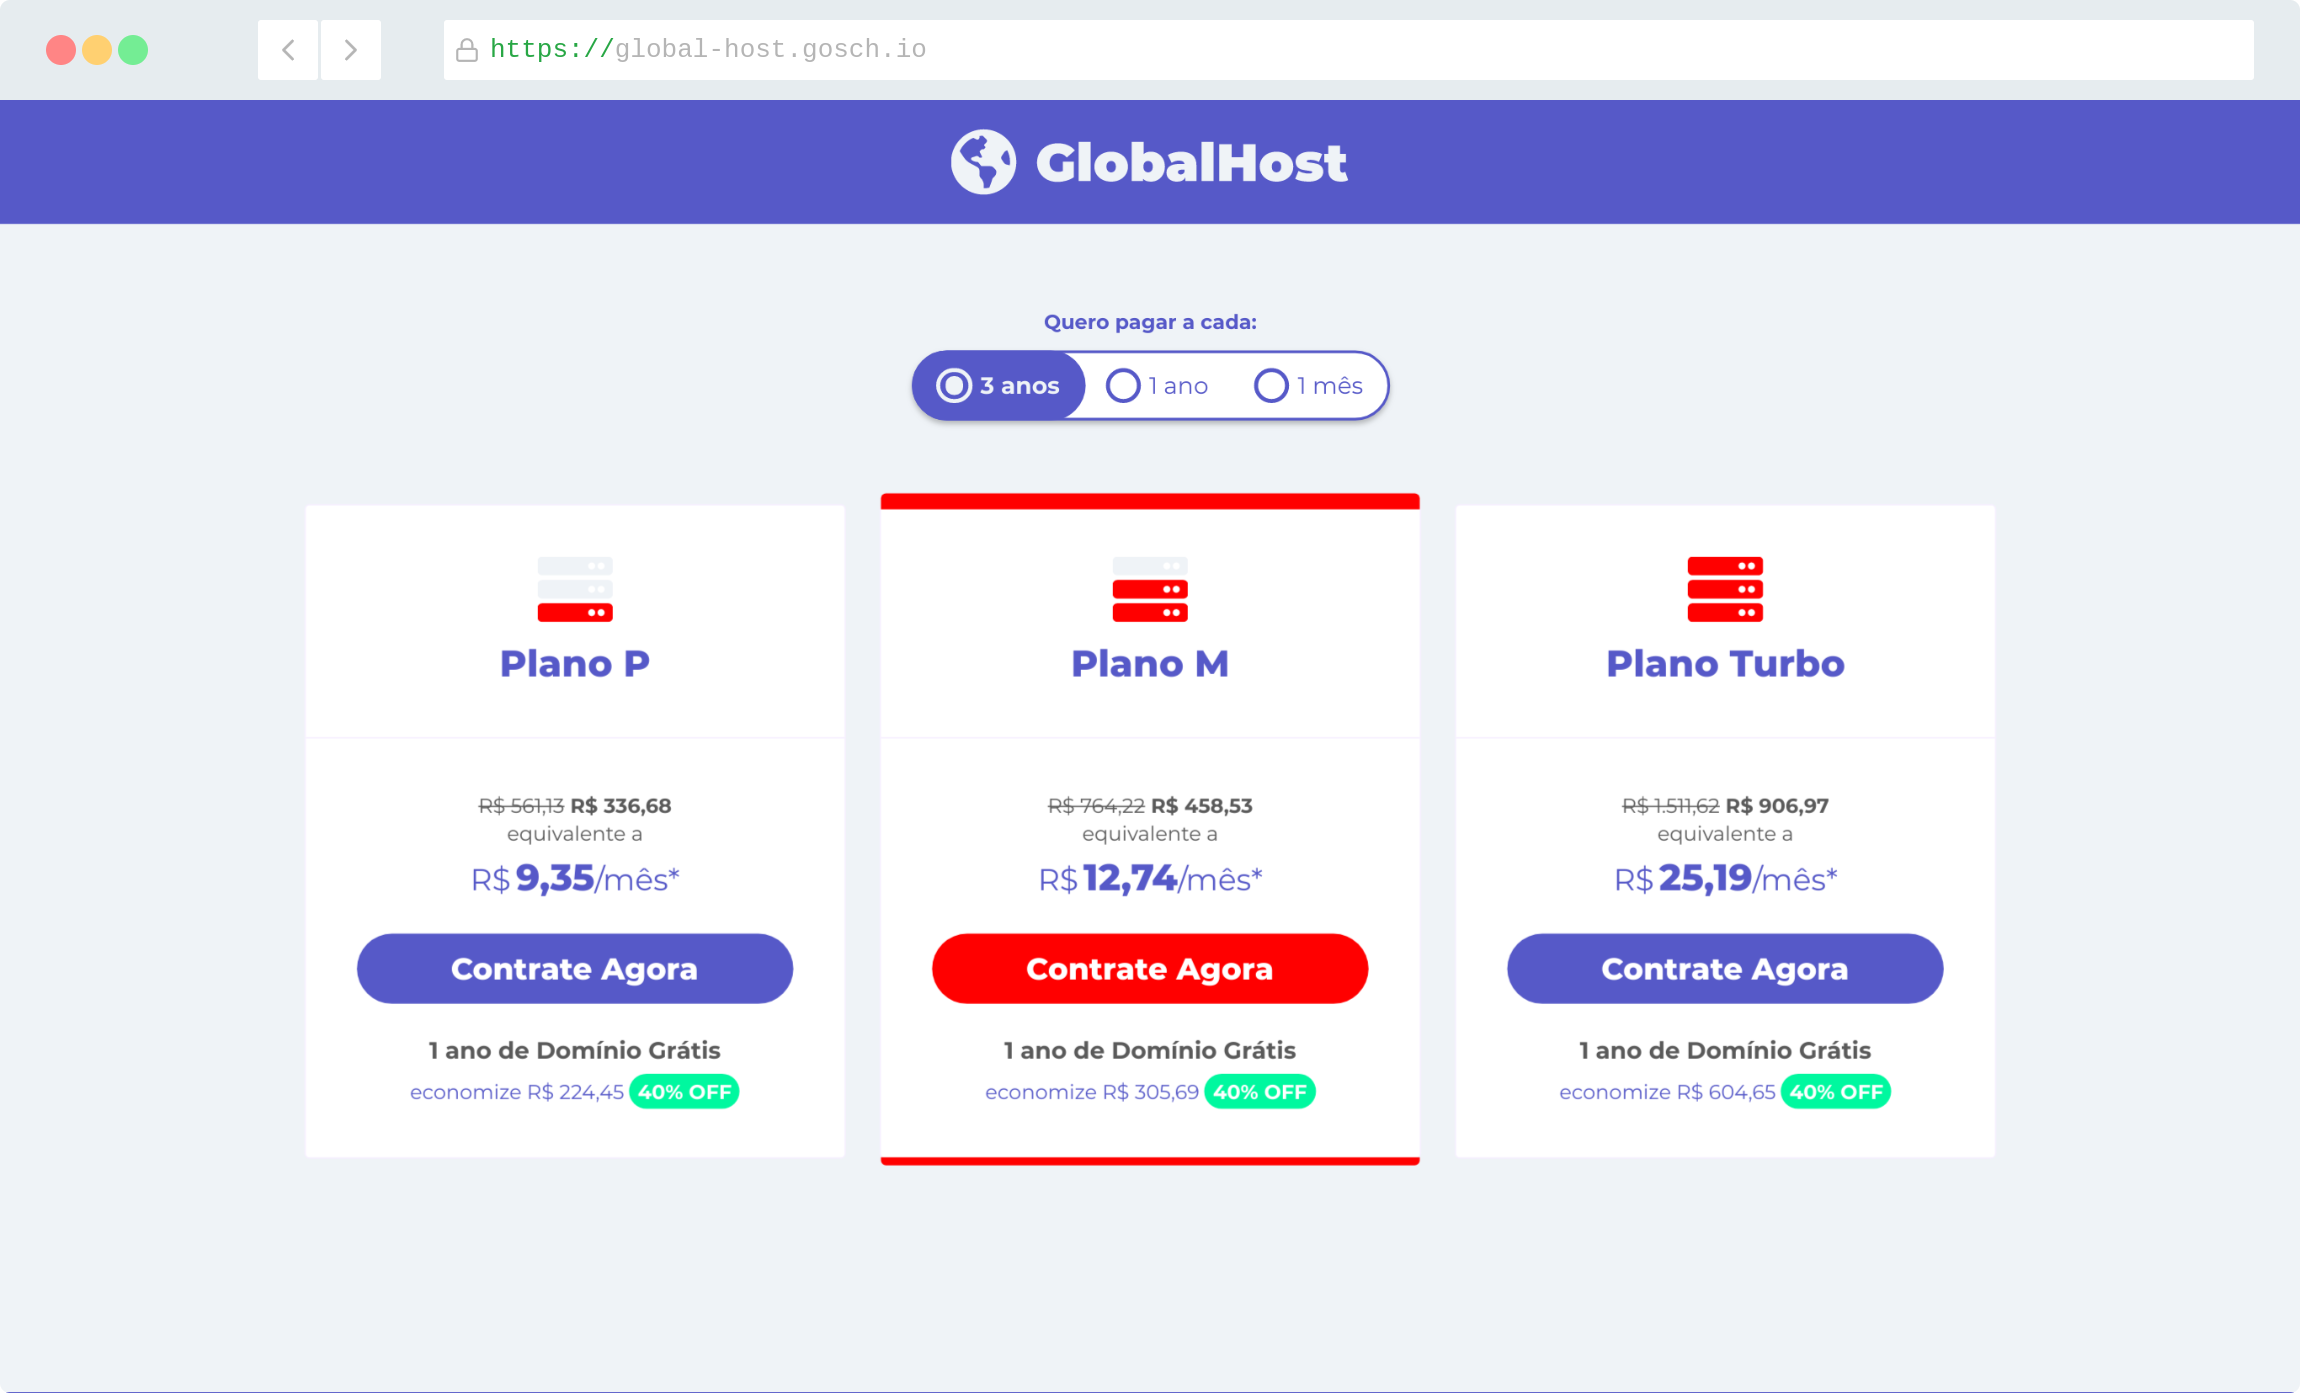 https://global-host.gosch.io
GlobalHost
Quero pagar a cada:
3 anos 1 ano 1 mês
Plano P
R$ 561,13 R$ 336,68
equivalente a
R$ 9,35/mês*
Contrate Agora
1 ano de Domínio Grátis
economize R$ 224,45 40% OFF
Plano M
R$ 764,22 R$ 458,53
equivalente a
R$ 12,74/mês*
Contrate Agora
1 ano de Domínio Grátis
economize R$ 305,69 40% OFF
Plano Turbo
R$ 1.511,62 R$ 906,97
equivalente a
R$ 25,19/mês*
Contrate Agora
1 ano de Domínio Grátis
economize R$ 604,65 40% OFF